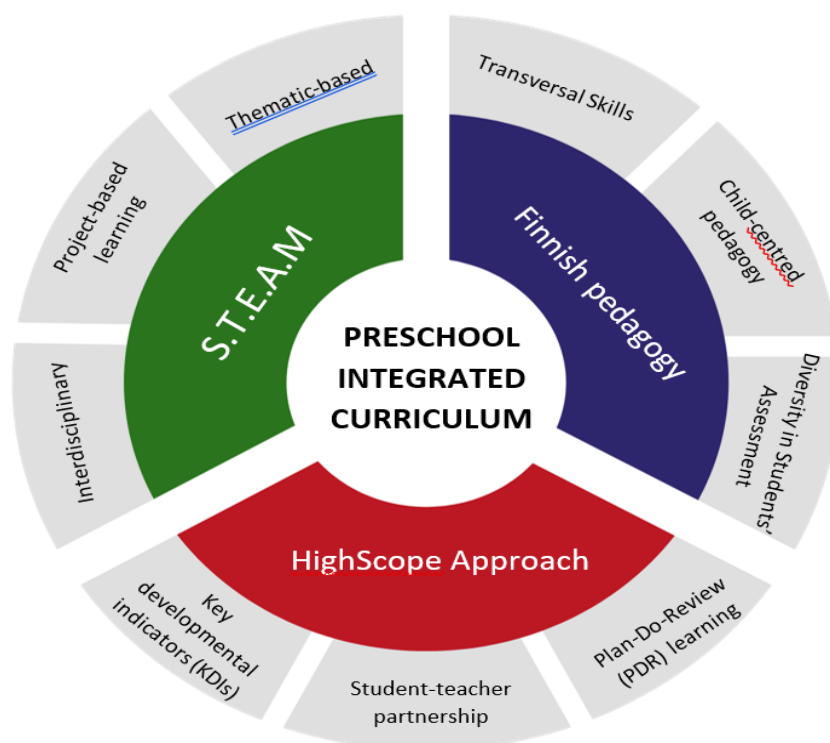 Thematic-based
Transversal Skills
Project-based
learning
Child-centred
pedagogy
S.T.E.A.M
Finnish pedagogy
PRESCHOOL
INTEGRATED
CURRICULUM
Interdisciplinary
Diversity in Students'
Assessment
HighScope Approach
Key
developmental
indicators (KDIs)
Student-teacher
partnership
Plan-Do-Review
(PDR) learning